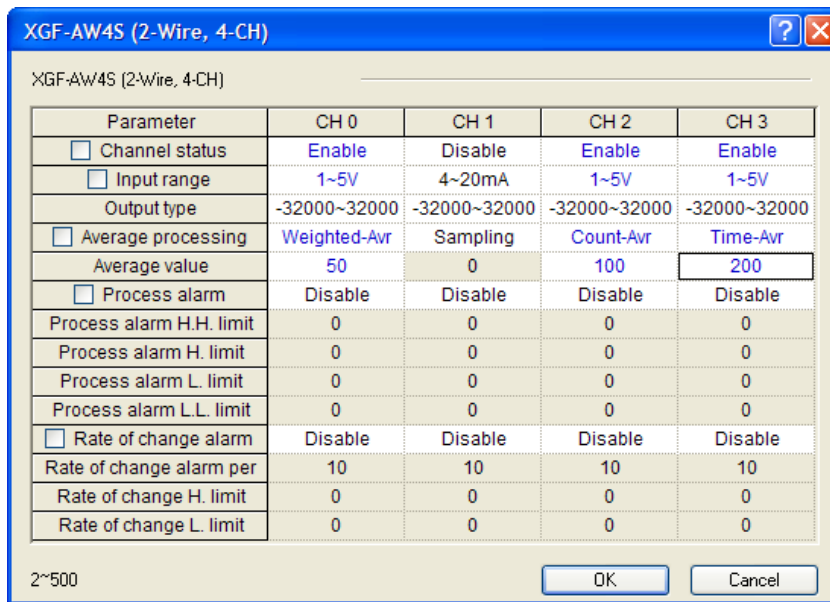 XGF-AW4S (2-Wire, 4-CH)
?
XGF-AW4S (2-Wire, 4-CH)
Parameter CH 0 CH 1 CH 2 CH 3
Channel status Enable Disable Enable Enable
Input range 1~5V 4~20mA 1~5V 1~5V
Output type -32000~32000 -32000~32000 -32000~32000 -32000~32000
Average processing Weighted-Avr Sampling Count-Avr Time-Avr
Average value 50 0 100 200
Process alarm Disable Disable Disable Disable
Process alarm H.H. limit 0 0 0 0
Process alarm H. limit 0 0 0 0
Process alarm L. limit 0 0 0 0
Process alarm L.L. limit 0 0 0 0
Rate of change alarm Disable Disable Disable Disable
Rate of change alarm per 10 10 10 10
Rate of change H. limit 0 0 0 0
Rate of change L. limit 0 0 0 0
2~500 OK Cancel